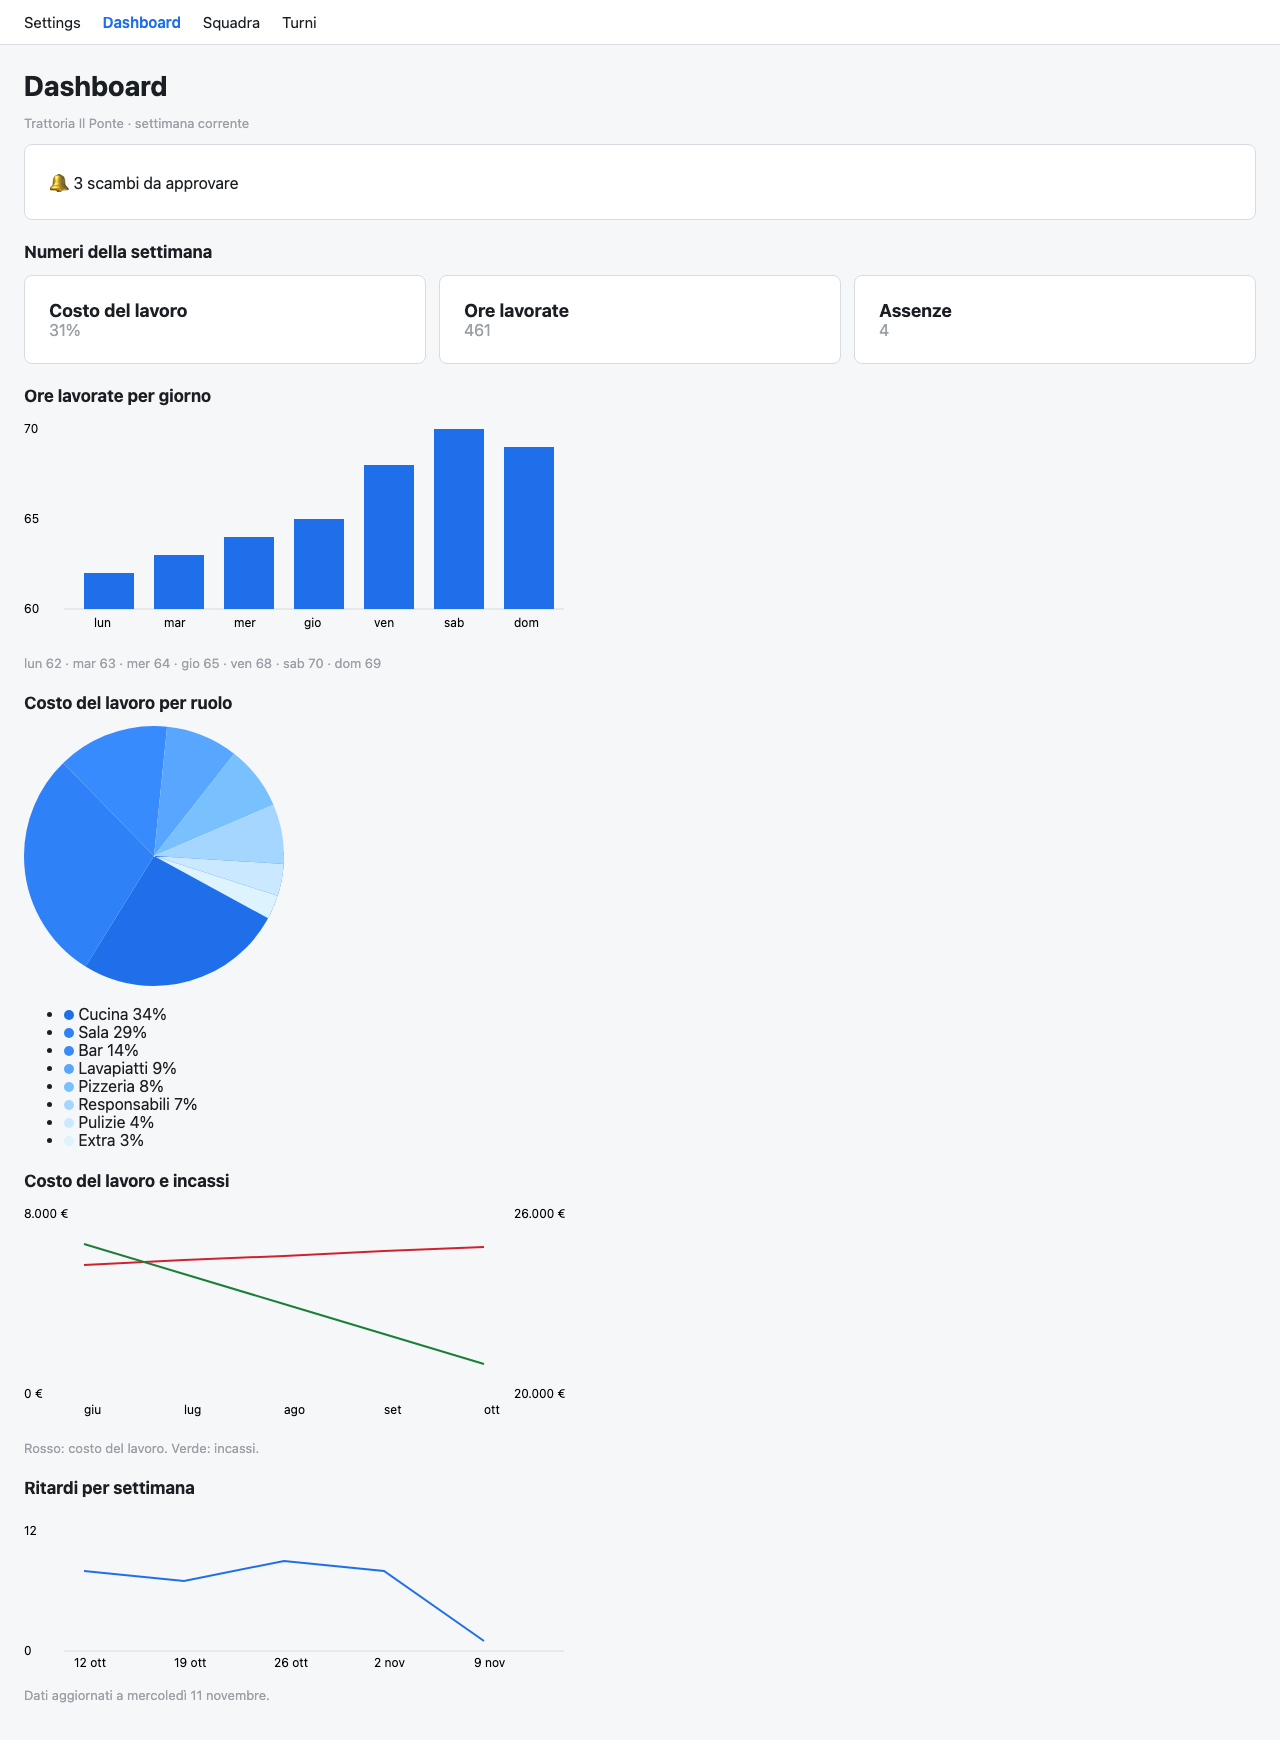 Settings Dashboard Squadra Turni
Dashboard
Trattoria Il Ponte · settimana corrente
🔔 3 scambi da approvare
Numeri della settimana
Costo del lavoro
31%
Ore lavorate
461
Assenze
4
Ore lavorate per giorno
70
65
60
lun mar mer gio ven sab dom
lun 62 · mar 63 · mer 64 · gio 65 · ven 68 · sab 70 · dom 69
Costo del lavoro per ruolo
Cucina 34%
Sala 29%
Bar 14%
Lavapiatti 9%
Pizzeria 8%
Responsabili 7%
Pulizie 4%
Extra 3%
Costo del lavoro e incassi
8.000 € 26.000 €
0 € 20.000 €
giu lug ago set ott
Rosso: costo del lavoro. Verde: incassi.
Ritardi per settimana
12
0
12 ott 19 ott 26 ott 2 nov 9 nov
Dati aggiornati a mercoledì 11 novembre.